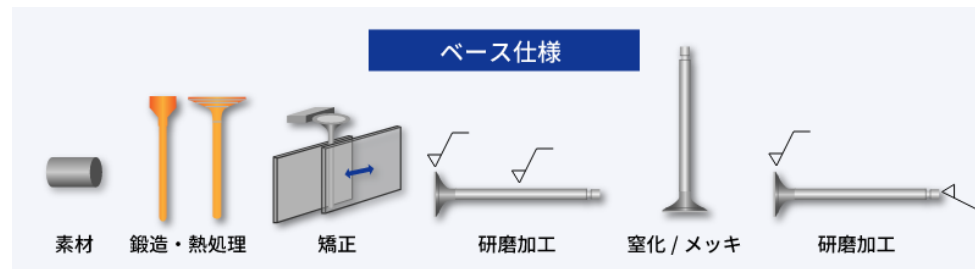 ベース仕様
素材
鍛造・熱処理
矯正
研磨加工
窒化 / メッキ
研磨加工